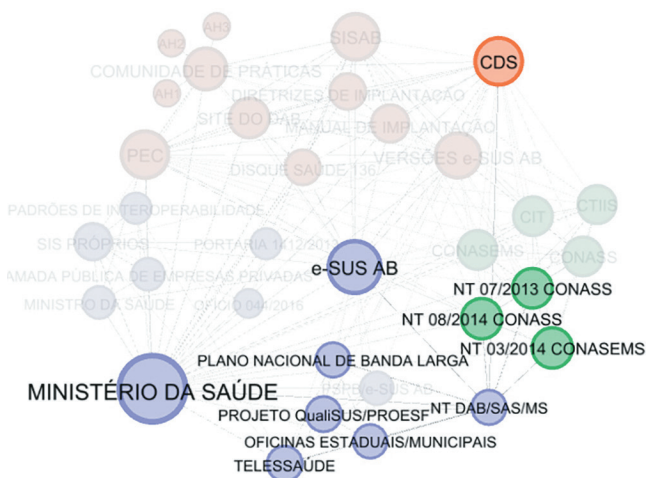 AH3
AH2
SISAB
CDS
COMUNIDADE DE PRÁTICAS
AH1
DIRETRIZES DE IMPLANTAÇÃO
SITE DO DAB
MANUAL DE IMPLANTAÇÃO
PEC
VERSÕES e-SUS AB
DISQUE SAÚDE 136
PADRÕES DE INTEROPERABILIDADE
CIT
CTIIS
SIS PRÓPRIOS
PORTARIA 1412/2013
CONASEMS
CONASS
e-SUS AB
AMADA PÚBLICA DE EMPRESAS PRIVADAS
NT 07/2013 CONASS
MINISTRO DA SAÚDE
OFÍCIO 044/2016
NT 08/2014 CONASS
NT 03/2014 CONASEMS
PLANO NACIONAL DE BANDA LARGA
MINISTÉRIO DA SAÚDE
e-SUS AB
PROJETO QualiSUS/PROESF
NT DAB/SAS/MS
OFICINAS ESTADUAIS/MUNICIPAIS
TELESSAÚDE